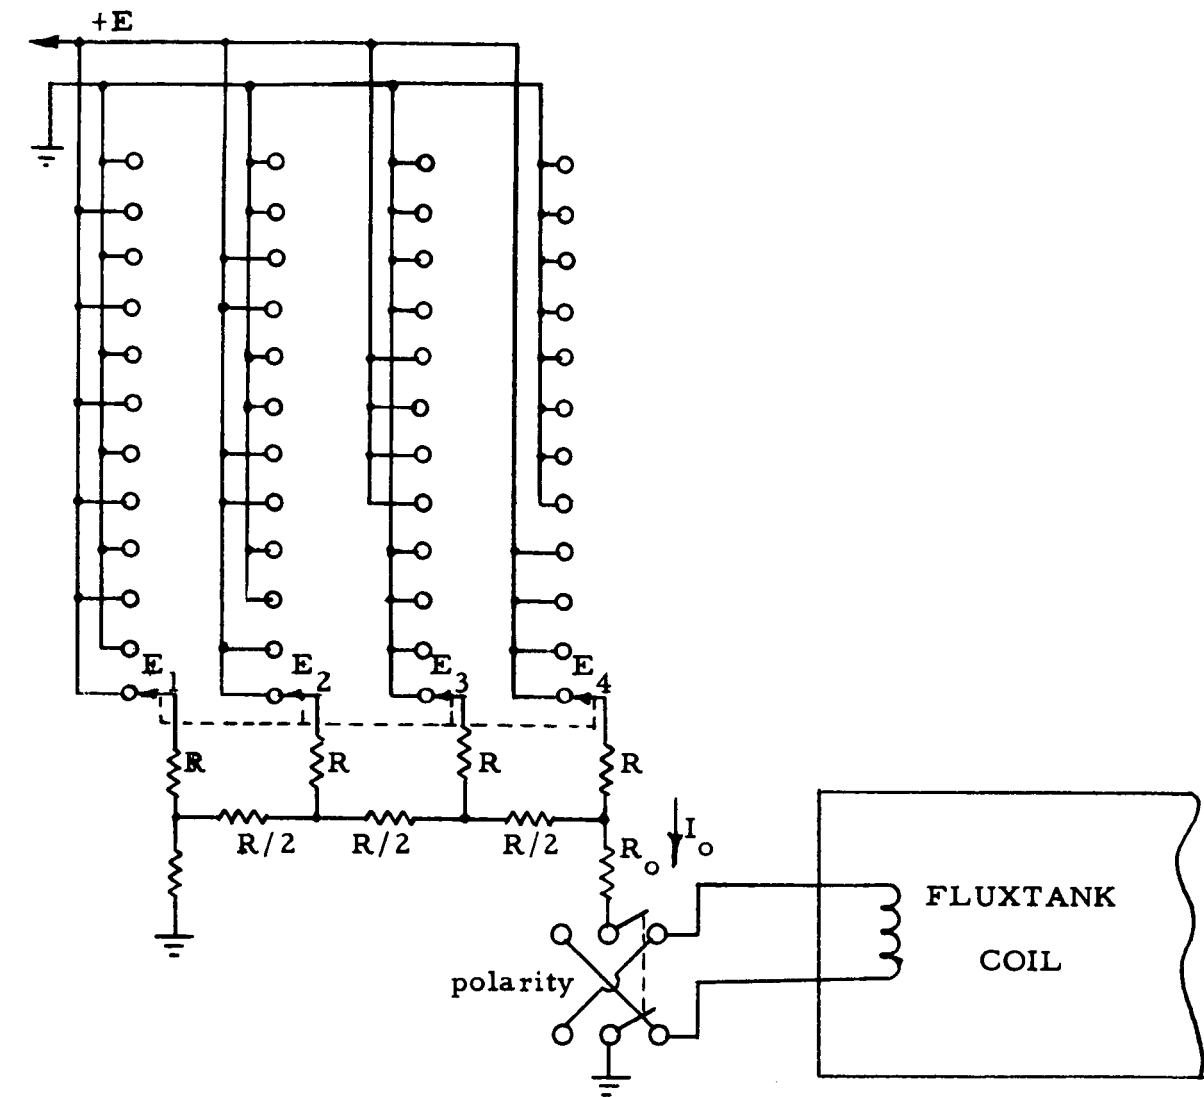 +E
E1 E2 E3 E4
R R R R
R/2 R/2 R/2 Ro Io
FLUXTANK
COIL
polarity